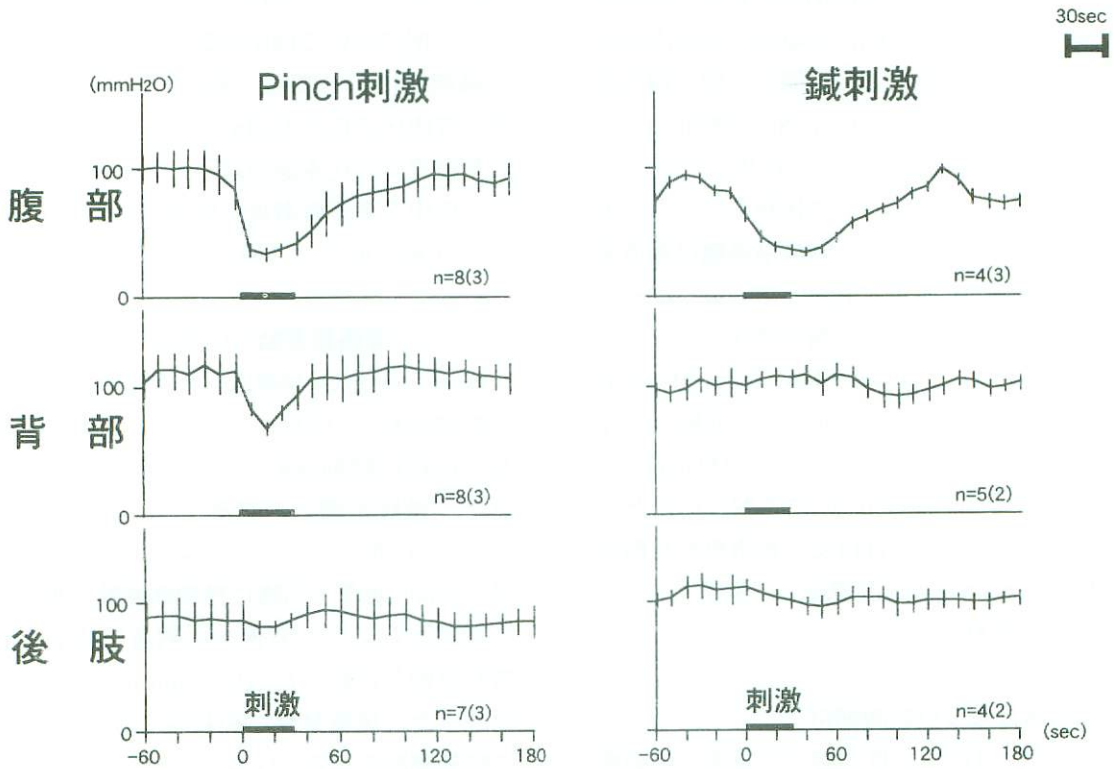 30sec
(mmH2O)
Pinch刺激
鍼刺激
腹 部
100
0
n=8(3)
n=4(3)
背 部
100
0
n=8(3)
n=5(2)
後 肢
100
0
刺激
n=7(3)
刺激
n=4(2)
-60 0 60 120 180
-60 0 60 120 180
(sec)